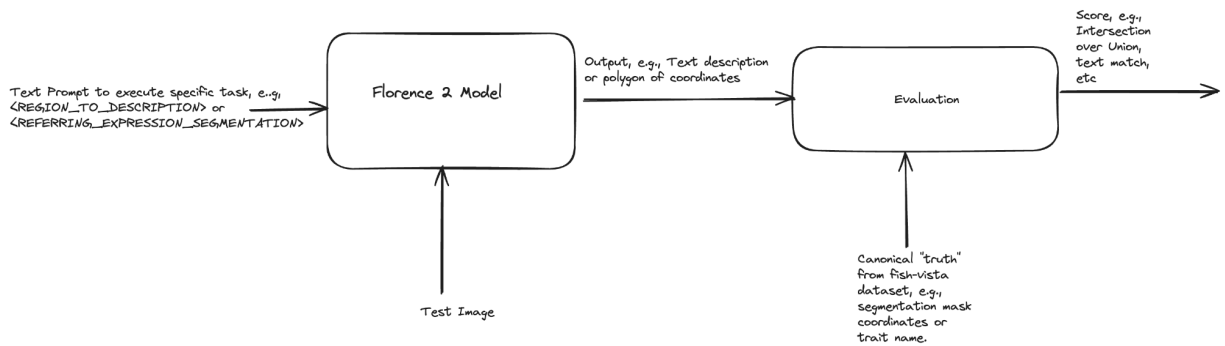 Text Prompt to execute specific task, e..g,
<REGION_TO_DESCRIPTION> or
<REFERRING_EXPRESSION_SEGMENTATION>
Florence 2 Model
Test Image
Output, e.g., Text description
or polygon of coordinates
Evaluation
Canonical "truth"
from fish-vista
dataset, e.g.,
segmentation mask
coordinates or
trait name.
Score, e.g.,
Intersection
over Union,
text match,
etc